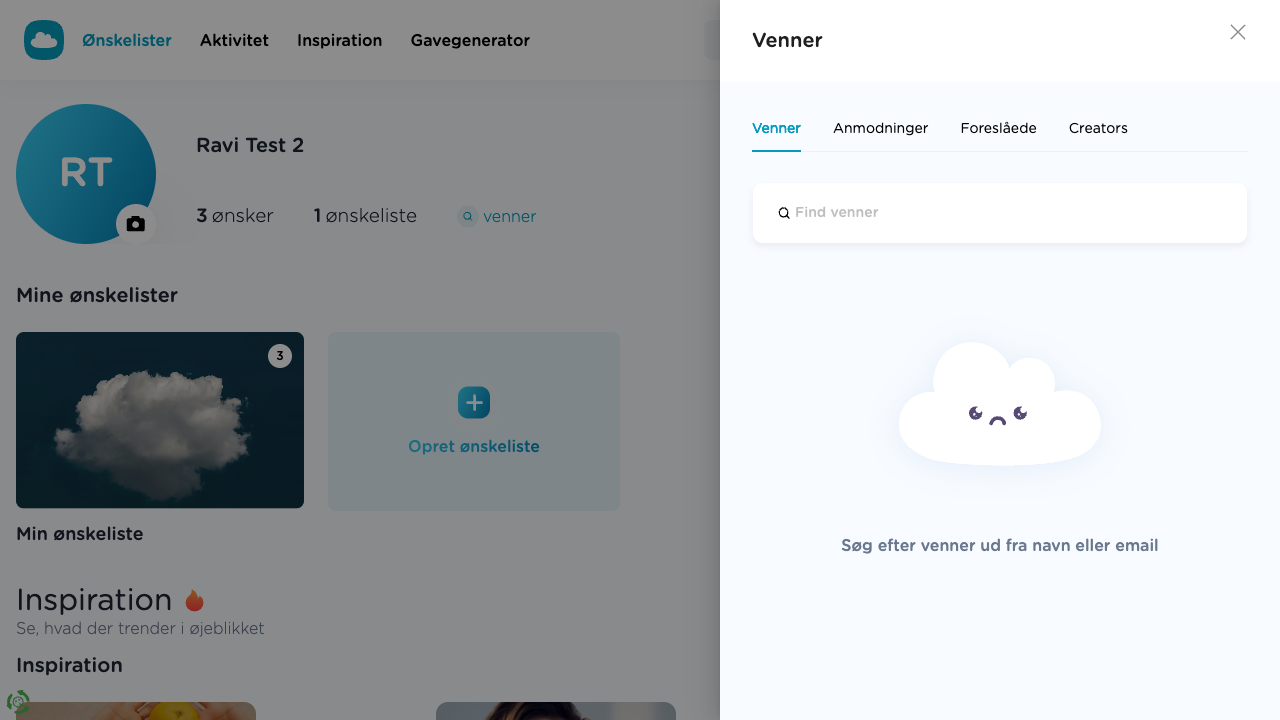 Ønskelister Aktivitet Inspiration Gavegenerator
RT
Ravi Test 2
3 ønsker 1 ønskeliste venner
Mine ønskelister
3
Opret ønskeliste
Min ønskeliste
Inspiration
Se, hvad der trender i øjeblikket
Inspiration
Venner
Venner Anmodninger Foreslåede Creators
Find venner
Søg efter venner ud fra navn eller email